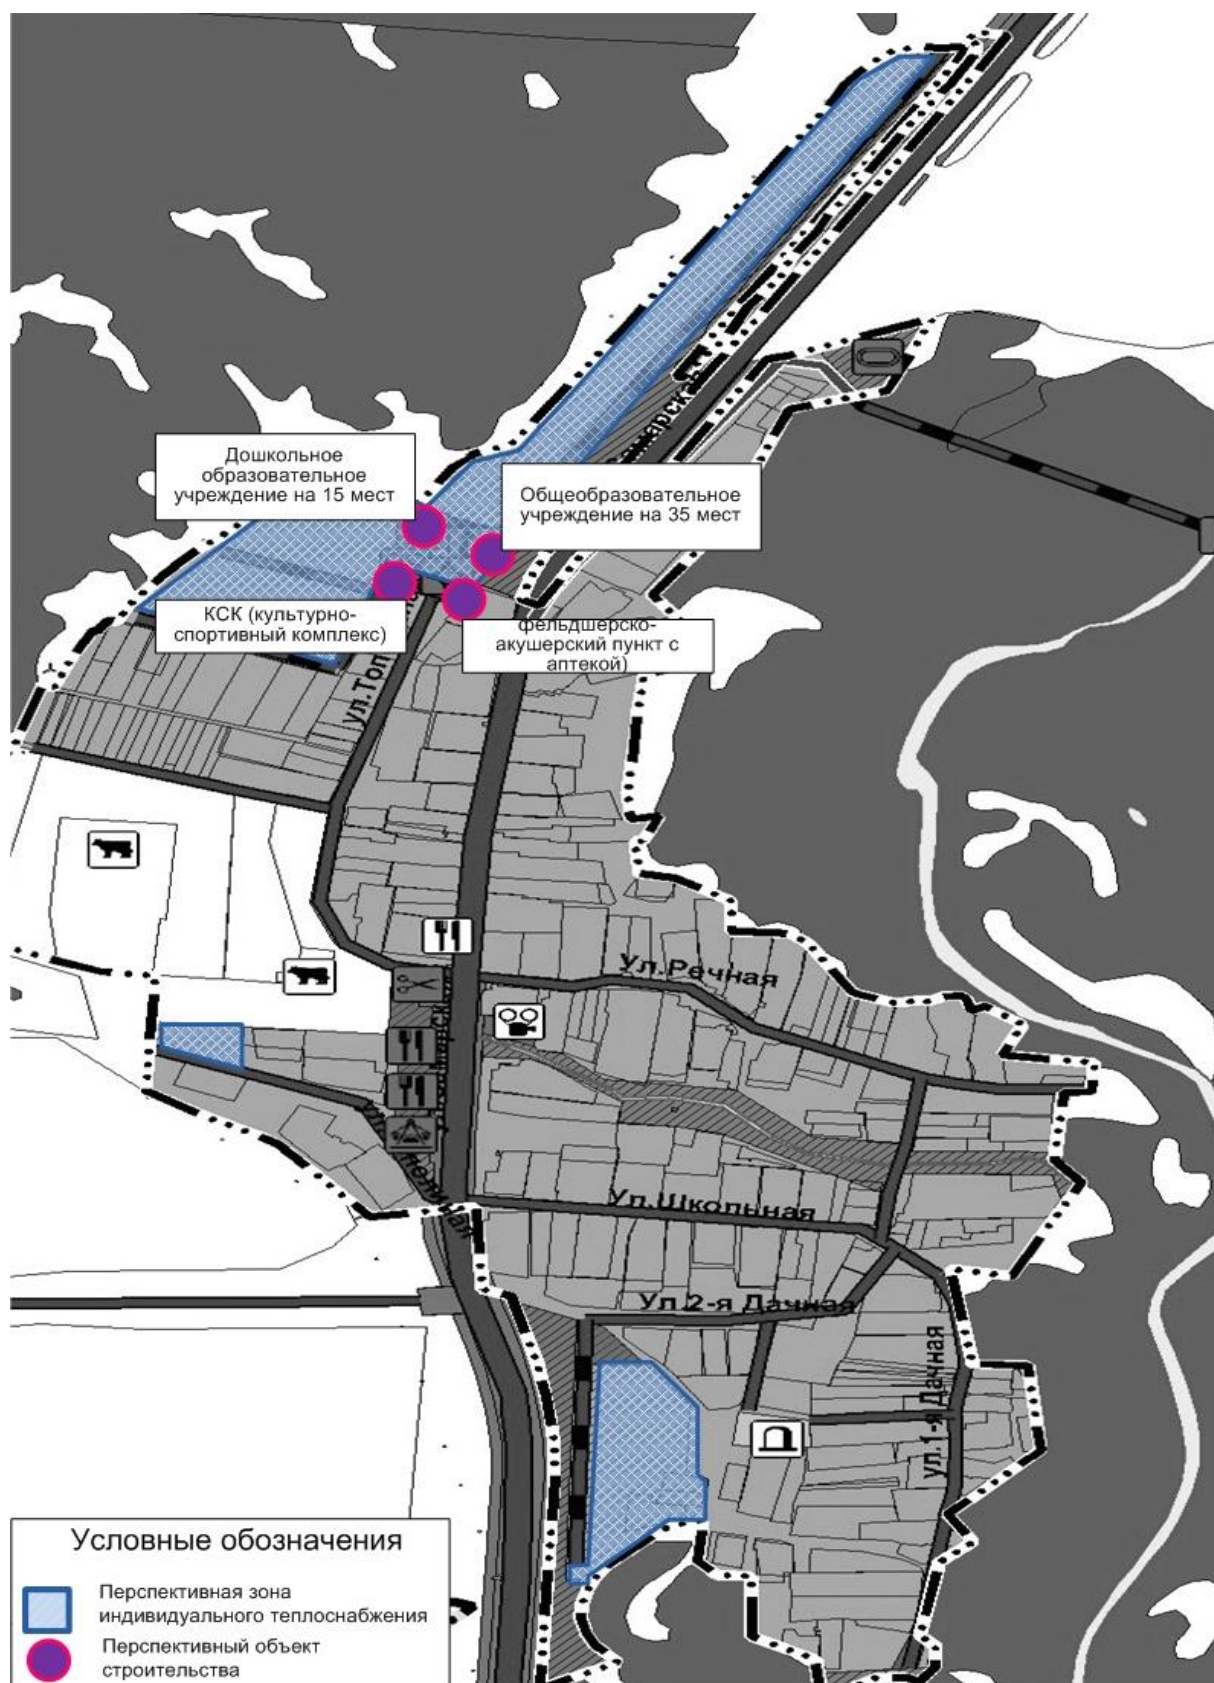 Дошкольное
образовательное
учреждение на 15 мест
Общеобразовательное
учреждение на 35 мест
КСК (культурно-
спортивный комплекс)
фельдшерско-
акушерский пункт с
аптекой)
Ул.Речная
Ул.Школьная
Ул.2-я Дачная
ул.1-я Дачная
Условные обозначения
Перспективная зона
индивидуального теплоснабжения
Перспективный объект
строительства